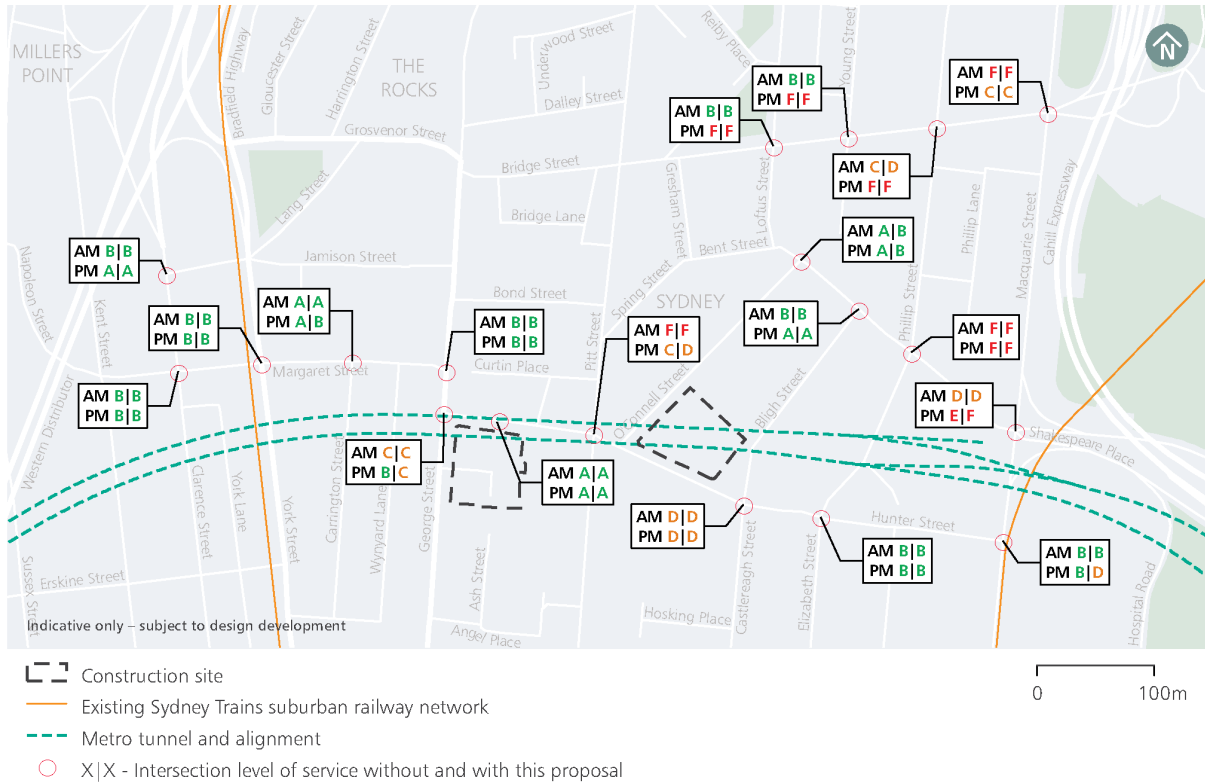 MILLERS
POINT
Bradfield Highway
Gloucester Street
Harrington Street
THE
ROCKS
Underwood Street
Dalley Street
Reiby Place
Young Street
N
AM B|B
PM F|F
AM B|B
PM F|F
AM F|F
PM C|C
AM C|D
PM F|F
Grosvenor Street
Bridge Street
Lang Street
Bridge Lane
Gresham Street
Loftus Street
Phillip Lane
Macquarie Street
Cahill Expressway
Napoleon Street
Kent Street
AM B|B
PM A|A
Jamison Street
Bent Street
AM A|B
PM A|B
Bond Street
Spring Street
SYDNEY
Phillip Street
AM B|B
PM B|B
AM A|A
PM A|B
AM B|B
PM B|B
Pitt Street
AM F|F
PM C|D
AM B|B
PM A|A
AM F|F
PM F|F
Margaret Street
Curtin Place
AM B|B
PM B|B
O'Connell Street
Bligh Street
AM D|D
PM E|F
Shakespeare Place
Western Distributor
AM C|C
PM B|C
AM A|A
PM A|A
Clarence Street
York Lane
York Street
Carrington Street
Wynyard Lane
George Street
AM D|D
PM D|D
Hunter Street
AM B|B
PM B|B
AM B|B
PM B|D
Sussex Street
Erskine Street
Ash Street
Hosking Place
Castlereagh Street
Elizabeth Street
Hospital Road
Angel Place
Indicative only – subject to design development
Construction site
Existing Sydney Trains suburban railway network
Metro tunnel and alignment
X|X - Intersection level of service without and with this proposal
0 100m